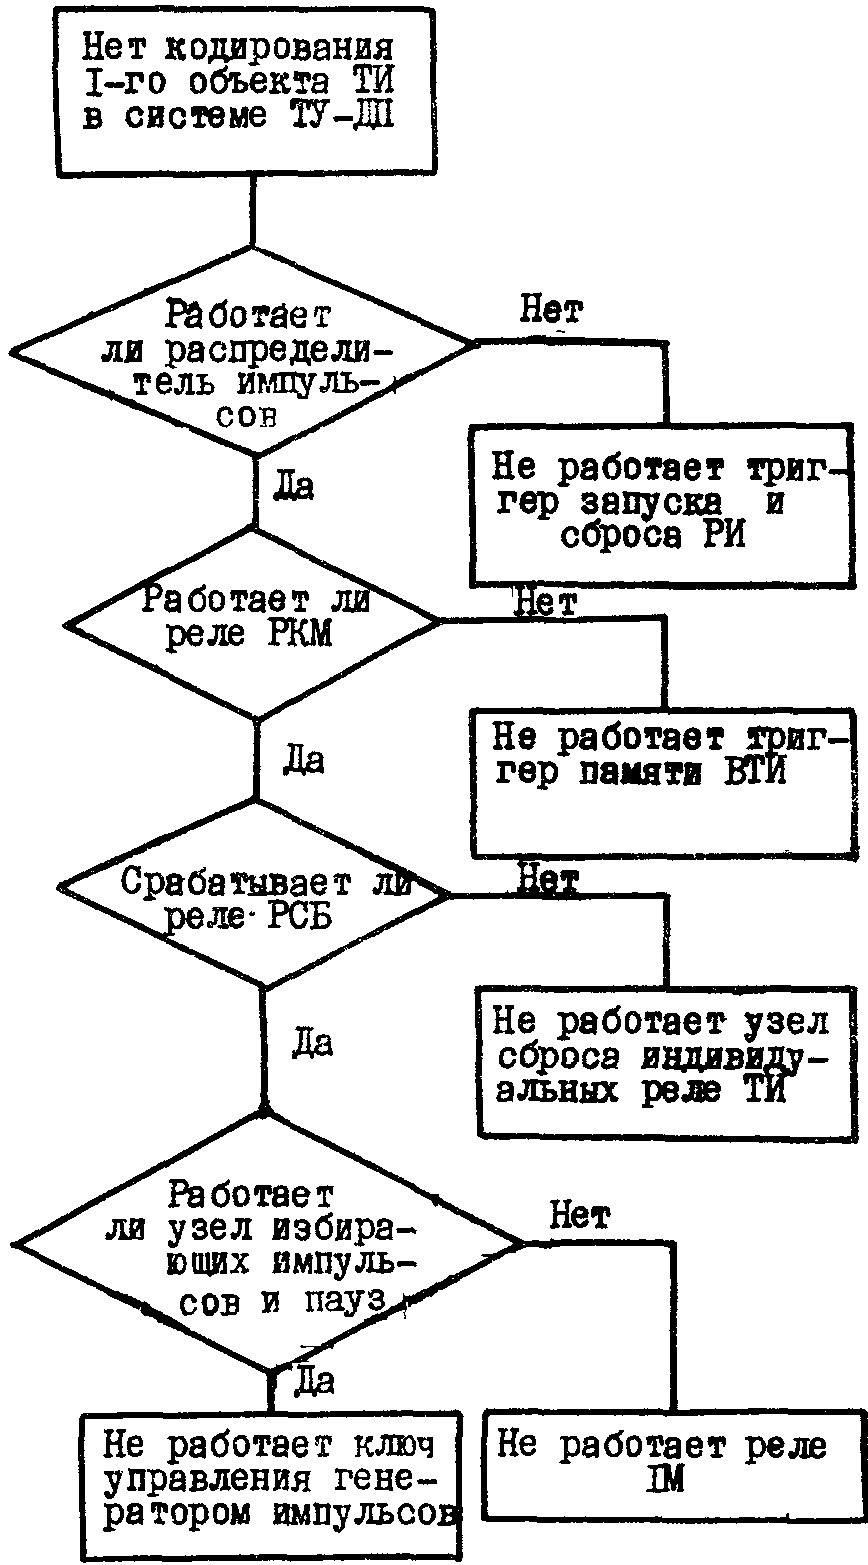 Нет кодирования
I-го объекта ТИ
в системе ТУ-ДП
Работает
ли распредели-
тель импуль-
сов
Нет
Да
Не работает триг-
гер запуска и
сброса РИ
Работает ли
реле РКМ
Нет
Да
Не работает триг-
гер памяти ВТИ
Срабатывает ли
реле РСБ
Нет
Да
Не работает узел
сброса индивиду-
альных реле ТИ
Работает
ли узел избира-
ющих импуль-
сов и пауз
Нет
Да
Не работает ключ
управления гене-
ратором импульсов
Не работает реле
IM